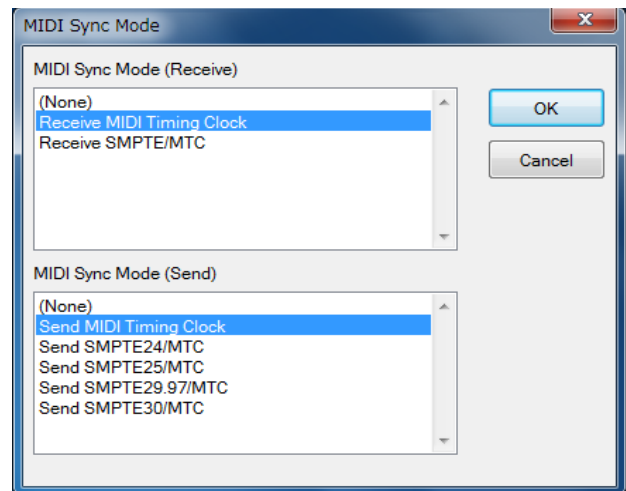 MIDI Sync Mode
MIDI Sync Mode (Receive)
(None)
Receive MIDI Timing Clock
Receive SMPTE/MTC
OK
Cancel
MIDI Sync Mode (Send)
(None)
Send MIDI Timing Clock
Send SMPTE24/MTC
Send SMPTE25/MTC
Send SMPTE29.97/MTC
Send SMPTE30/MTC